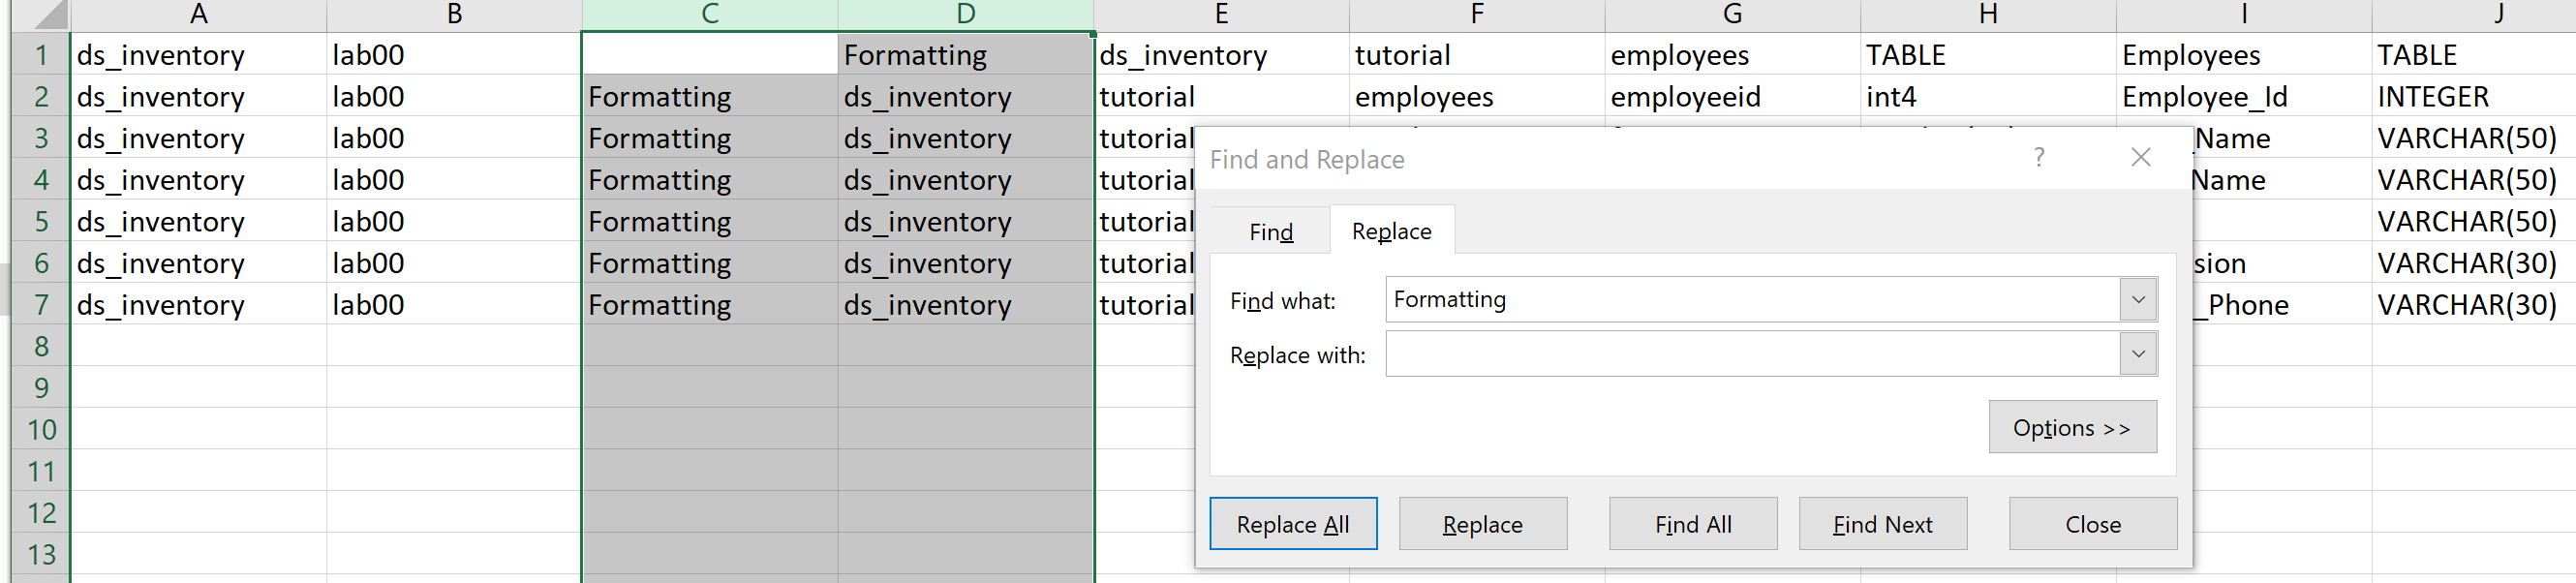 A B C D E F G H I J
1 ds_inventory lab00 Formatting ds_inventory tutorial employees TABLE Employees TABLE
2 ds_inventory lab00 Formatting ds_inventory tutorial employees employeeid int4 Employee_Id INTEGER
3 ds_inventory lab00 Formatting ds_inventory tutorial _Name VARCHAR(50)
4 ds_inventory lab00 Formatting ds_inventory tutorial Name VARCHAR(50)
5 ds_inventory lab00 Formatting ds_inventory tutorial VARCHAR(50)
6 ds_inventory lab00 Formatting ds_inventory tutorial sion VARCHAR(30)
7 ds_inventory lab00 Formatting ds_inventory tutorial _Phone VARCHAR(30)
8
9
10
11
12
13
Find and Replace ?
Find Replace
Find what: Formatting
Replace with:
Options >>
Replace All Replace Find All Find Next Close